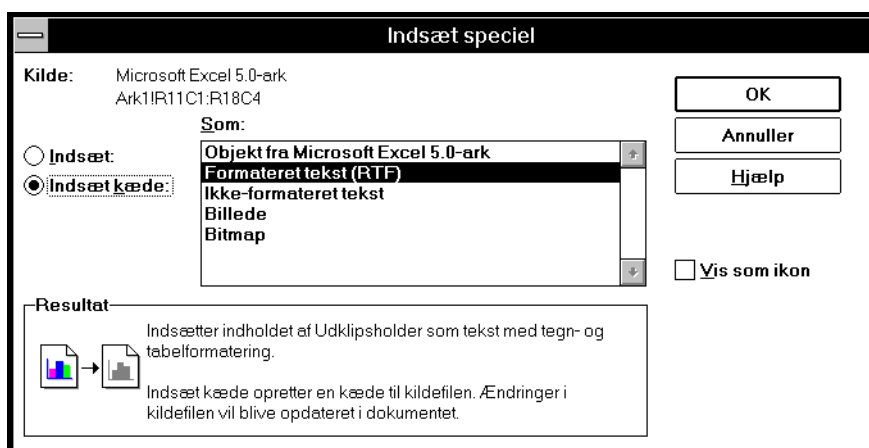 Indsæt speciel
Kilde: Microsoft Excel 5.0-ark
Ark1!R11C1:R18C4
Som:
Indsæt:
Indsæt kæde:
Objekt fra Microsoft Excel 5.0-ark
Formateret tekst (RTF)
Ikke-formateret tekst
Billede
Bitmap
OK
Annuller
Hjælp
Vis som ikon
Resultat
Indsætter indholdet af Udklipsholder som tekst med tegn- og
tabelformatering.
Indsæt kæde opretter en kæde til kildefilen. Ændringer i
kildefilen vil blive opdateret i dokumentet.